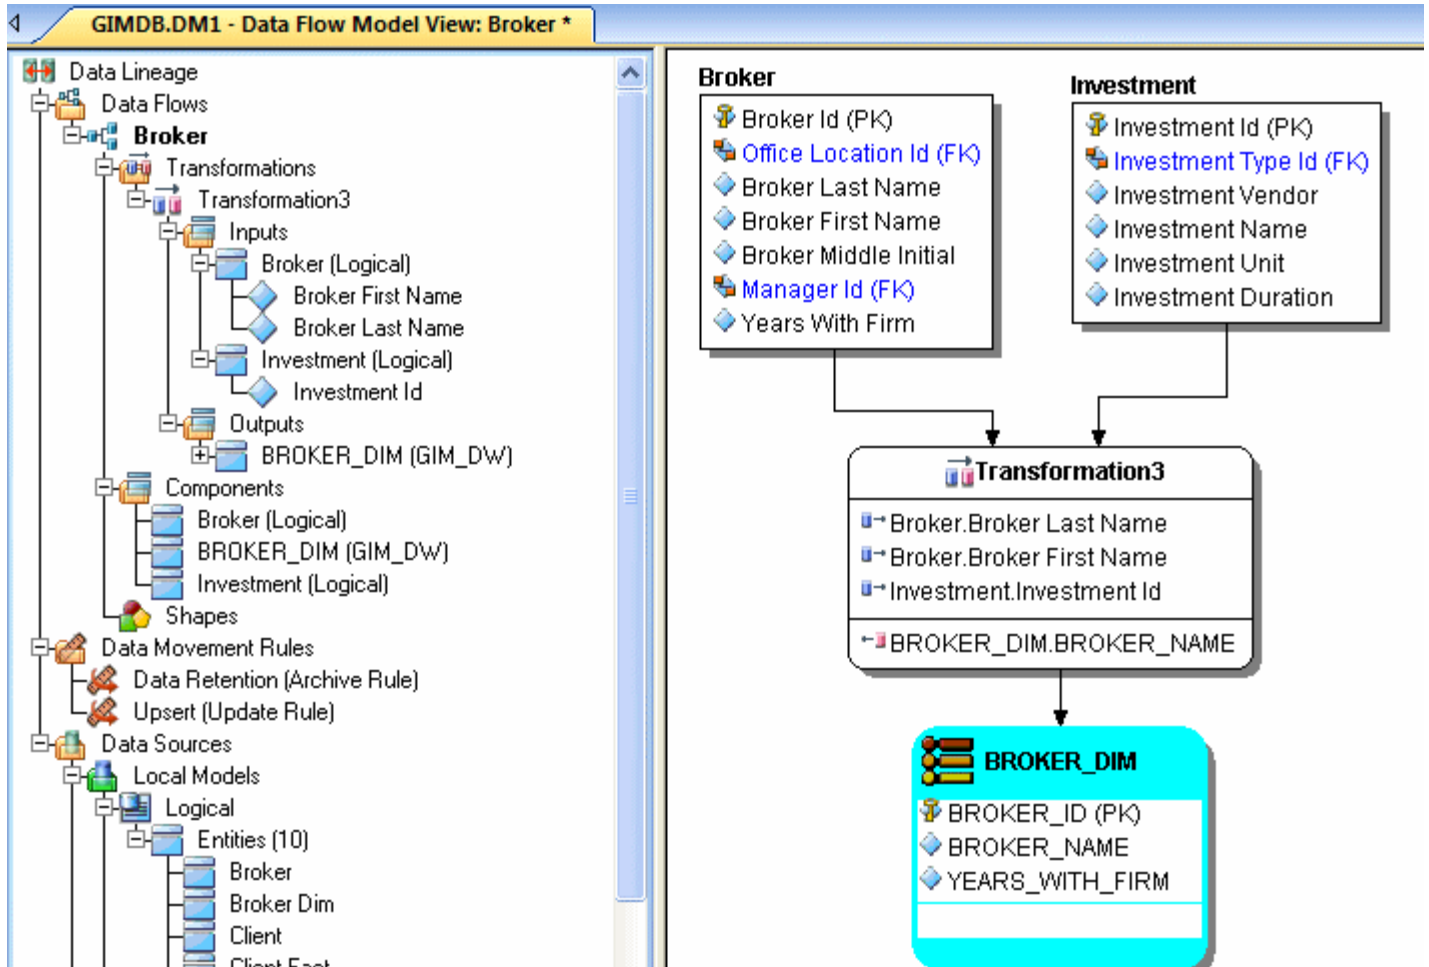 GIMDB.DM1 - Data Flow Model View: Broker *
Data Lineage
Data Flows
Broker
Transformations
Transformation3
Inputs
Broker (Logical)
Broker First Name
Broker Last Name
Investment (Logical)
Investment Id
Outputs
BROKER_DIM (GIM_DW)
Components
Broker (Logical)
BROKER_DIM (GIM_DW)
Investment (Logical)
Shapes
Data Movement Rules
Data Retention (Archive Rule)
Upsert (Update Rule)
Data Sources
Local Models
Logical
Entities (10)
Broker
Broker Dim
Client
Client Fact
Broker
Broker Id (PK)
Office Location Id (FK)
Broker Last Name
Broker First Name
Broker Middle Initial
Manager Id (FK)
Years With Firm
Investment
Investment Id (PK)
Investment Type Id (FK)
Investment Vendor
Investment Name
Investment Unit
Investment Duration
Transformation3
Broker.Broker Last Name
Broker.Broker First Name
Investment.Investment Id
BROKER_DIM.BROKER_NAME
BROKER_DIM
BROKER_ID (PK)
BROKER_NAME
YEARS_WITH_FIRM